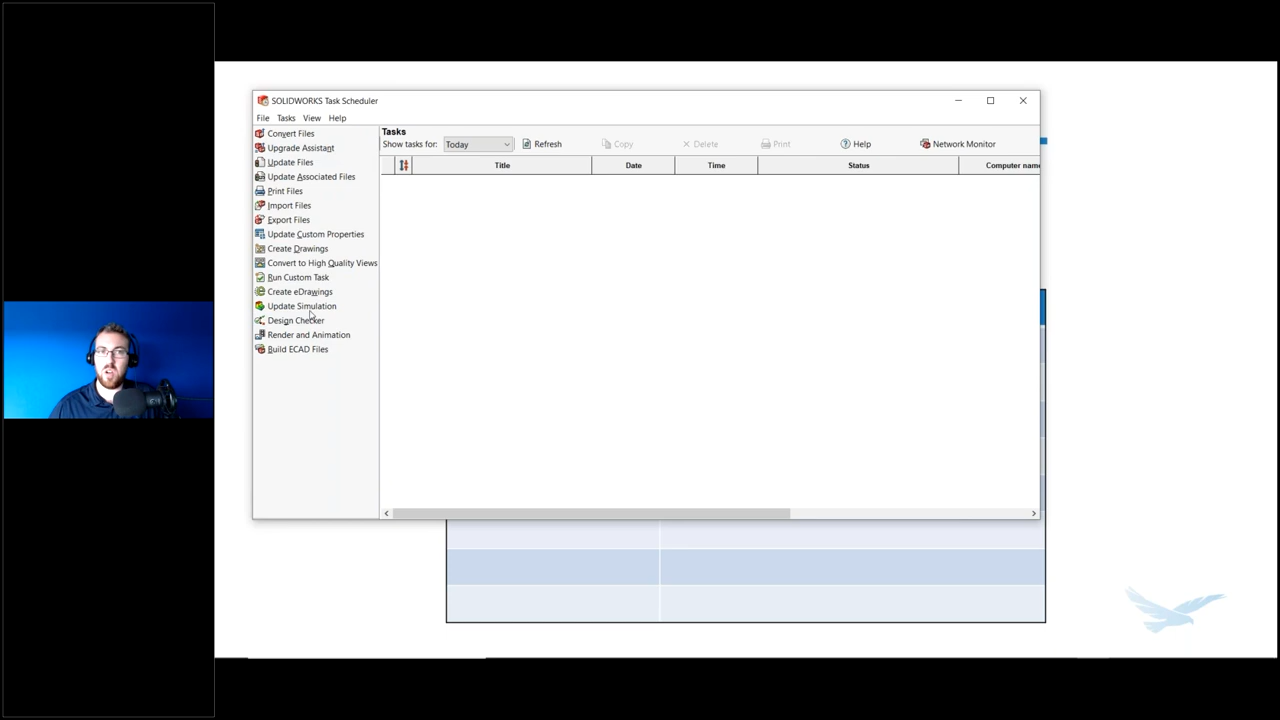 SOLIDWORKS Task Scheduler
File Tasks View Help
Convert Files
Upgrade Assistant
Update Files
Update Associated Files
Print Files
Import Files
Export Files
Update Custom Properties
Create Drawings
Convert to High Quality Views
Run Custom Task
Create eDrawings
Update Simulation
Design Checker
Render and Animation
Build ECAD Files
Tasks
Show tasks for: Today Refresh Copy Delete Print Help Network Monitor
Title Date Time Status Computer name